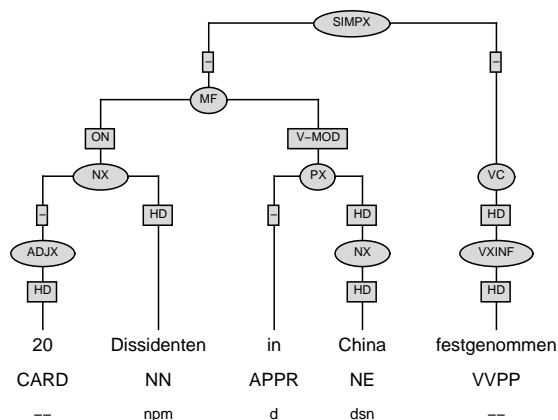 SIMPX
– –
MF
ON V–MOD
NX PX VC
– HD – HD HD
ADJX NX VXINF
HD HD HD
20 Dissidenten in China festgenommen
CARD NN APPR NE VVPP
–– npm d dsn ––